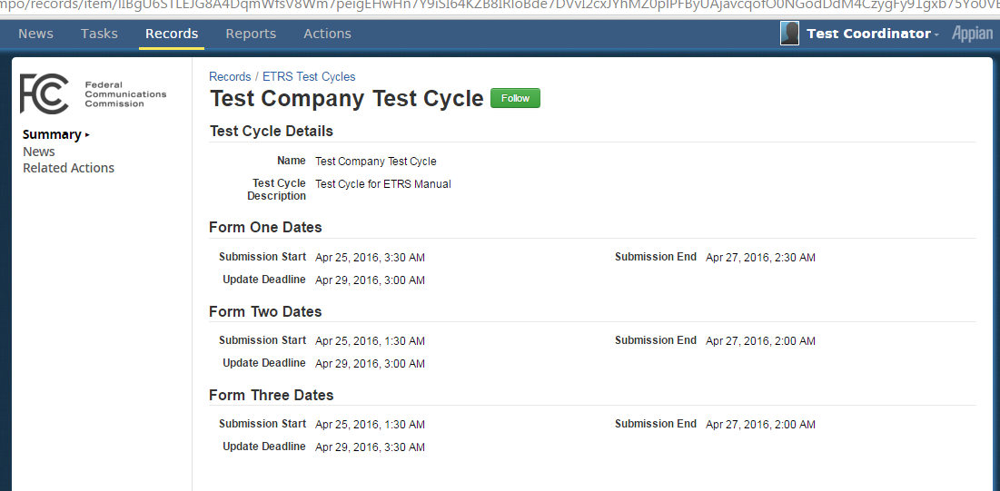 News Tasks Records Reports Actions Test Coordinator Appian
FCC Federal
Communications
Commission
Summary
News
Related Actions
Records / ETRS Test Cycles
Test Company Test Cycle Follow
Test Cycle Details
Name Test Company Test Cycle
Test Cycle Test Cycle for ETRS Manual
Description
Form One Dates
Submission Start Apr 25, 2016, 3:30 AM Submission End Apr 27, 2016, 2:30 AM
Update Deadline Apr 29, 2016, 3:00 AM
Form Two Dates
Submission Start Apr 25, 2016, 1:30 AM Submission End Apr 27, 2016, 2:00 AM
Update Deadline Apr 29, 2016, 3:00 AM
Form Three Dates
Submission Start Apr 25, 2016, 1:30 AM Submission End Apr 27, 2016, 2:00 AM
Update Deadline Apr 29, 2016, 3:30 AM